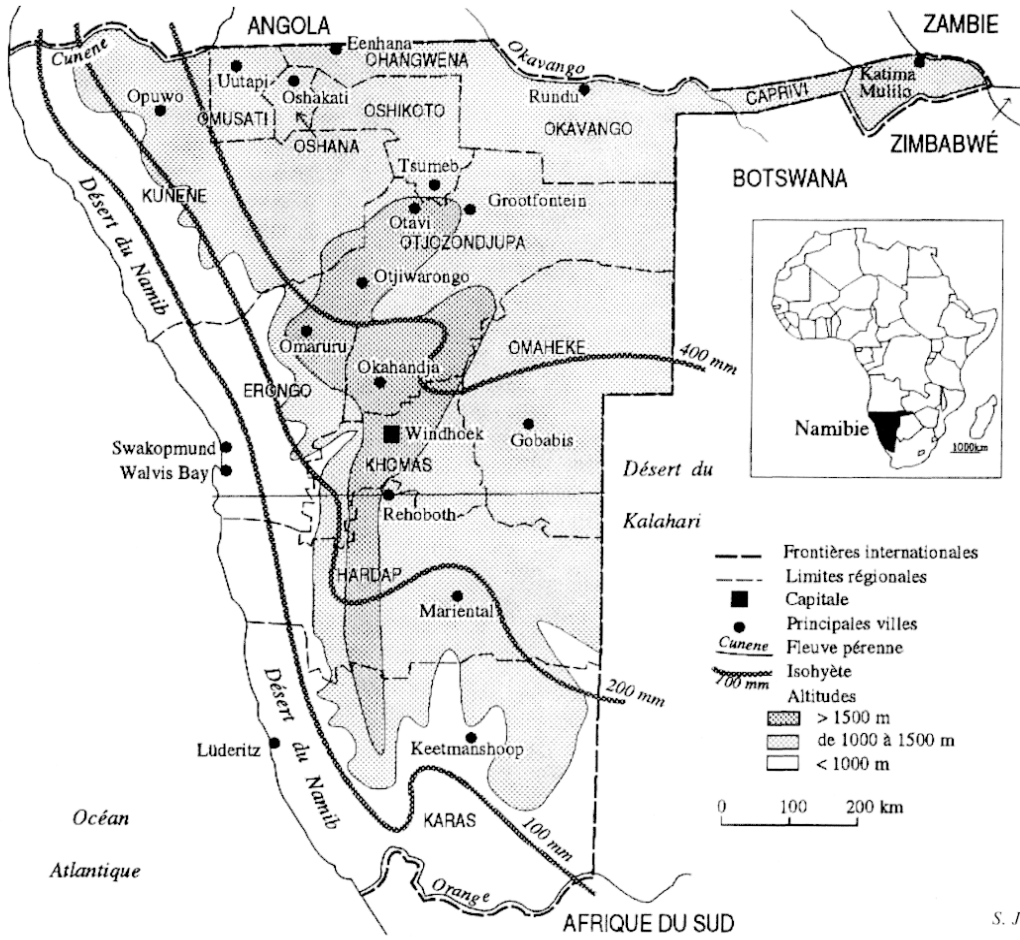 ANGOLA
ZAMBIE
Cunene
Eenhana
OHANGWENA
Okavango
Uutapi
Oshakati
Opuwo
OMUSATI
OSHIKOTO
OSHANA
Rundu
OKAVANGO
CAPRIVI
Katima
Mulilo
ZIMBABWÉ
BOTSWANA
KUNENE
Tsumeb
Grootfontein
Otavi
OTJOZONDJUPA
Désert du Namib
Otjiwarongo
Omaruru
OMAHEKE
400 mm
Okahandja
ERONGO
Windhoek
Gobabis
Swakopmund
Walvis Bay
KHOMAS
Rehoboth
Désert du
Kalahari
Namibie
1000km
HARDAP
Mariental
200 mm
Désert du Namib
Lüderitz
Keetmanshoop
KARAS
100 mm
Océan
Atlantique
Orange
AFRIQUE DU SUD
Frontières internationales
Limites régionales
Capitale
Principales villes
Cunene Fleuve pérenne
Isohyète
700 mm
Altitudes
> 1500 m
de 1000 à 1500 m
< 1000 m
0 100 200 km
S. J